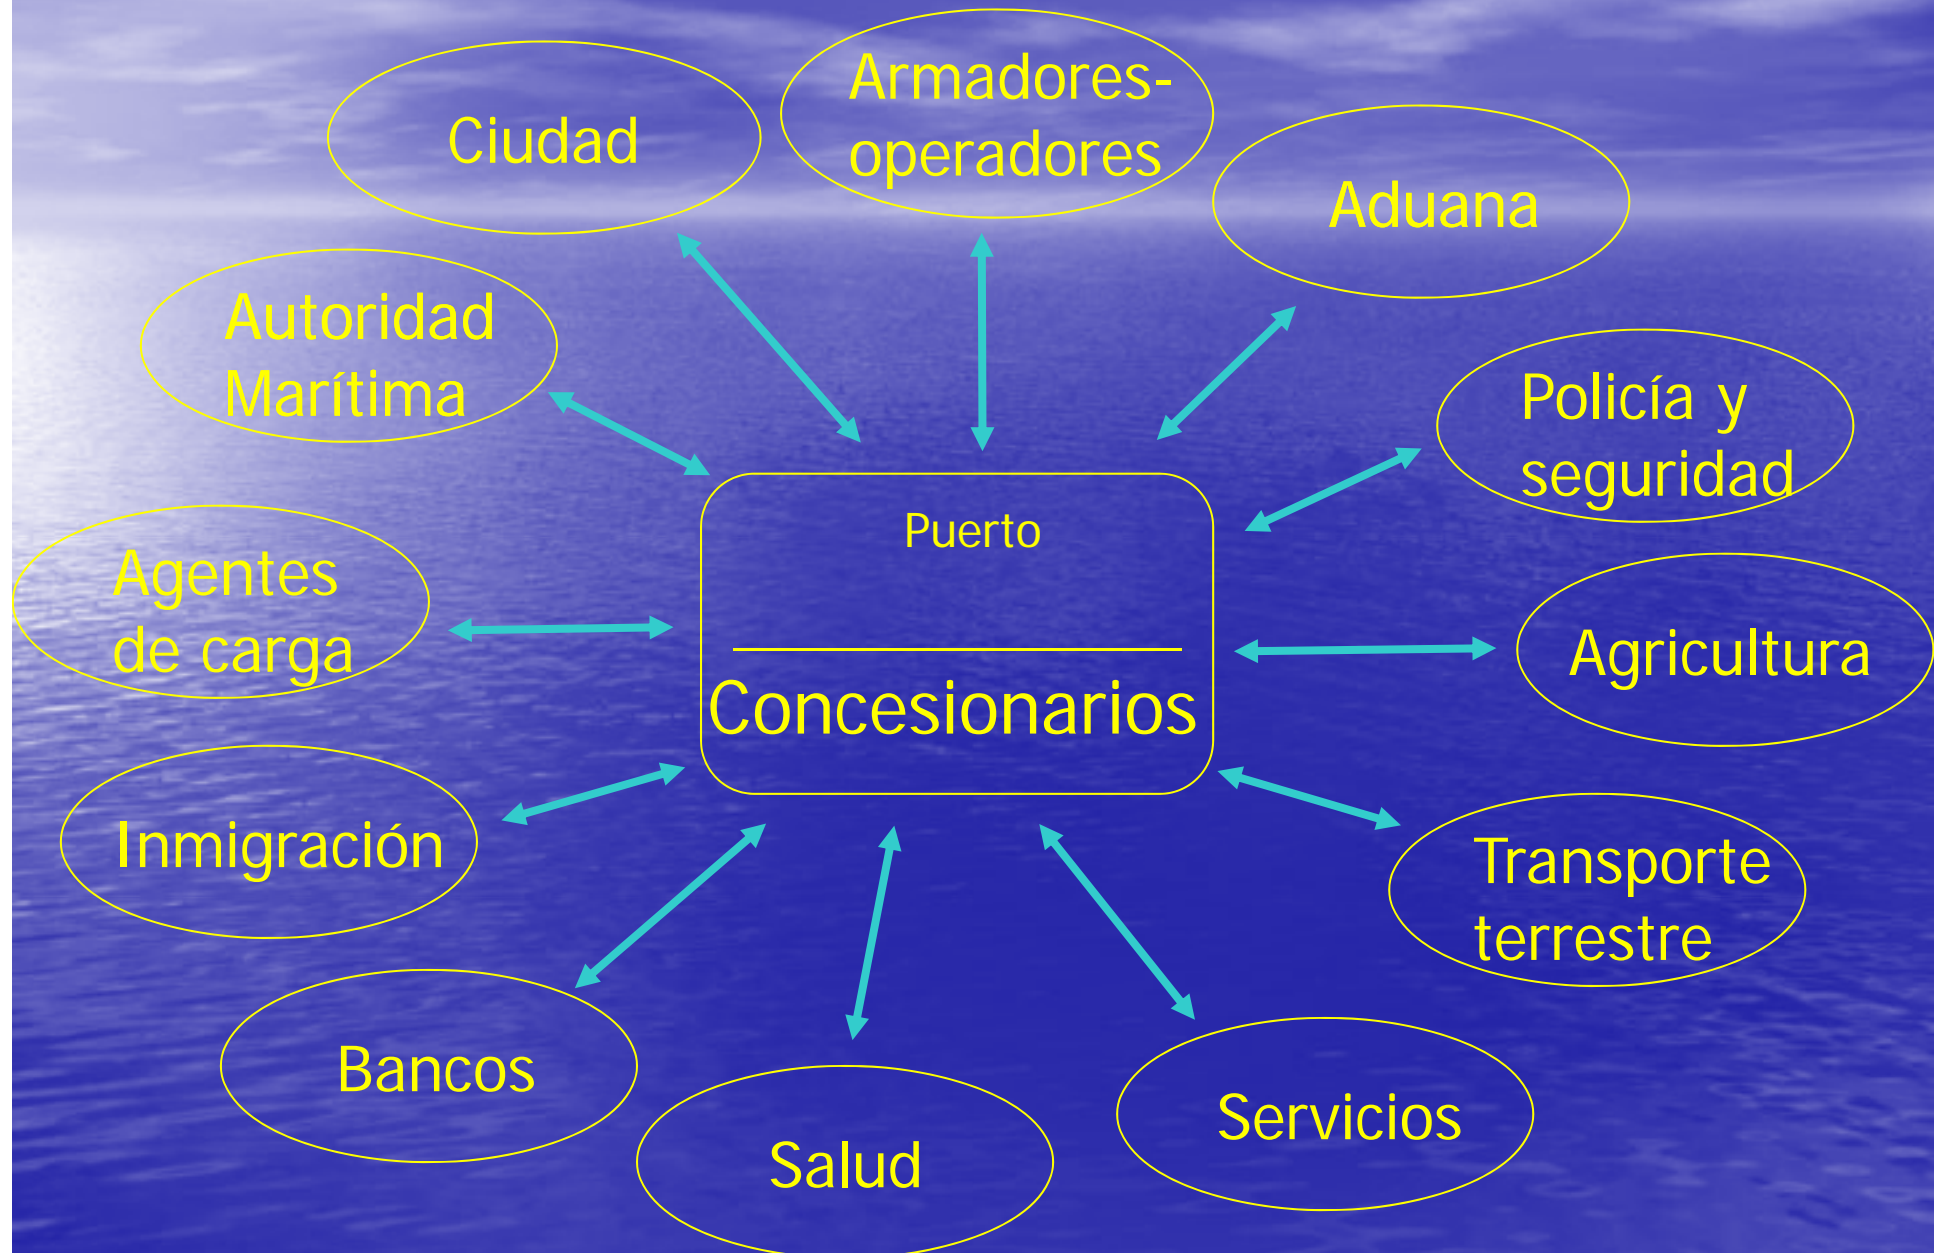 Armadores-
operadores
Ciudad
Aduana
Autoridad
Marítima
Policía y
seguridad
Puerto
Agentes
de carga
Agricultura
Concesionarios
Inmigración
Transporte
terrestre
Bancos
Servicios
Salud